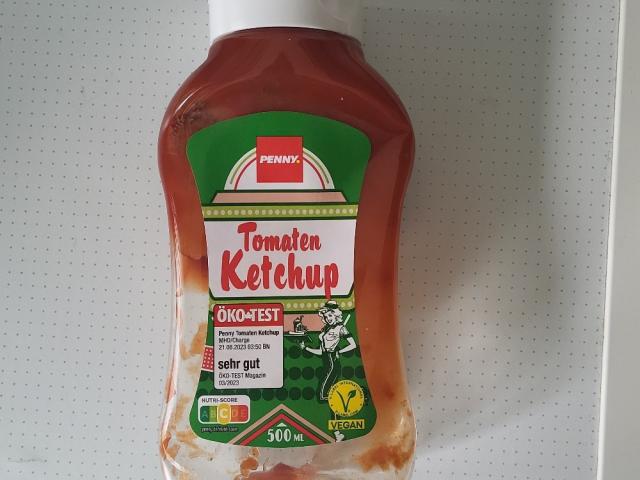 PENNY.
Tomaten
Ketchup
ÖKO-TEST
Penny Tomaten Ketchup
MHD/Charge
21.08.2023 03:50 BN
sehr gut
ÖKO-TEST Magazin
03/2023
NUTRI-SCORE
A B C D E
500 ML
VEGAN